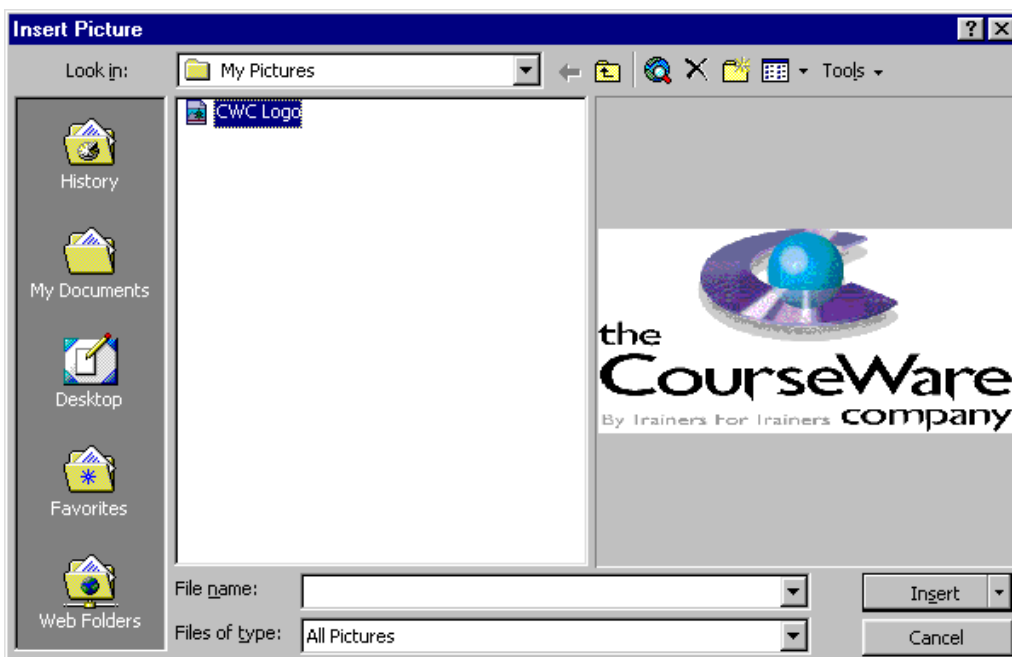 Insert Picture
Look in:
My Pictures
Tools
CWC Logo
History
My Documents
Desktop
Favorites
Web Folders
the
CourseWare
By Trainers For Trainers company
File name:
Insert
Files of type:
All Pictures
Cancel